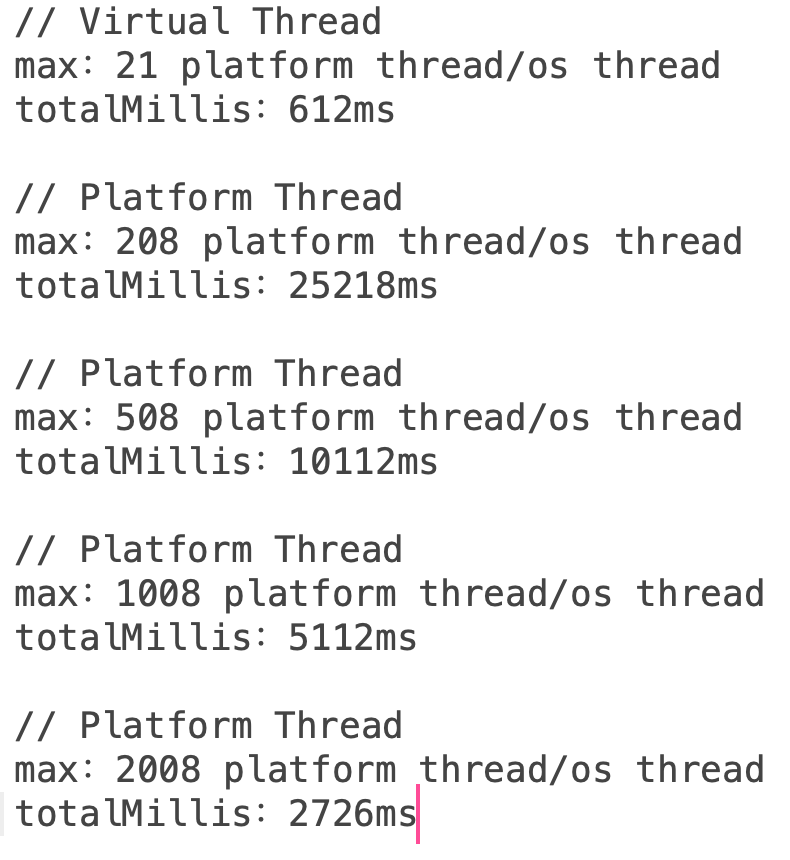 // Virtual Thread
max: 21 platform thread/os thread
totalMillis: 612ms
// Platform Thread
max: 208 platform thread/os thread
totalMillis: 25218ms
// Platform Thread
max: 508 platform thread/os thread
totalMillis: 10112ms
// Platform Thread
max: 1008 platform thread/os thread
totalMillis: 5112ms
// Platform Thread
max: 2008 platform thread/os thread
totalMillis: 2726ms